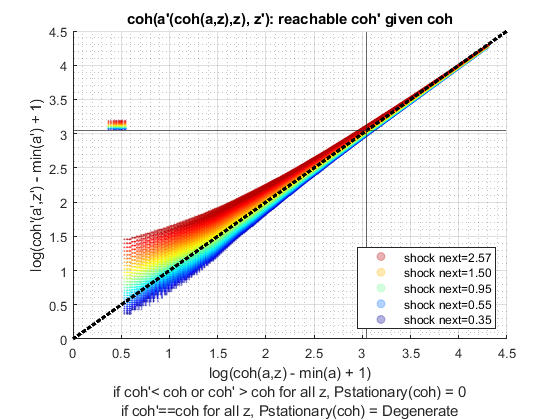 coh(a'(coh(a,z),z), z'): reachable coh' given coh
log(coh'(a',z') - min(a') + 1)
4.5
4
3.5
3
2.5
2
1.5
1
0.5
0
shock next=2.57
shock next=1.50
shock next=0.95
shock next=0.55
shock next=0.35
0 0.5 1 1.5 2 2.5 3 3.5 4 4.5
log(coh(a,z) - min(a) + 1)
if coh'< coh or coh' > coh for all z, Pstationary(coh) = 0
if coh'==coh for all z, Pstationary(coh) = Degenerate